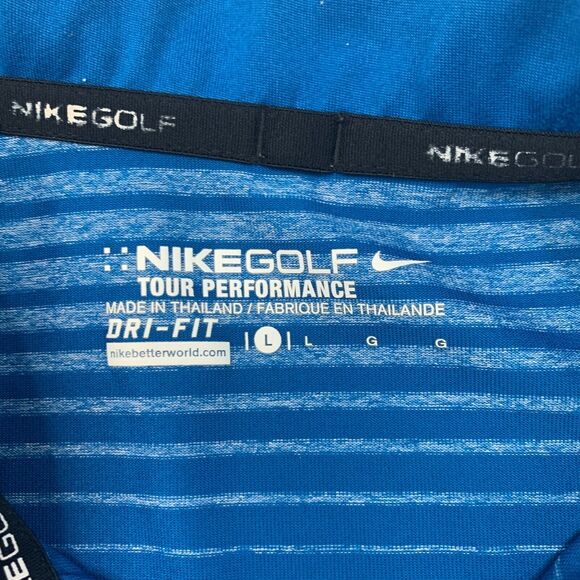 NIKEGOLF
NIKEGOLF
NIKEGOLF
TOUR PERFORMANCE
MADE IN THAILAND / FABRIQUE EN THAILANDE
DRI-FIT
|L| L G G
nikebetterworld.com